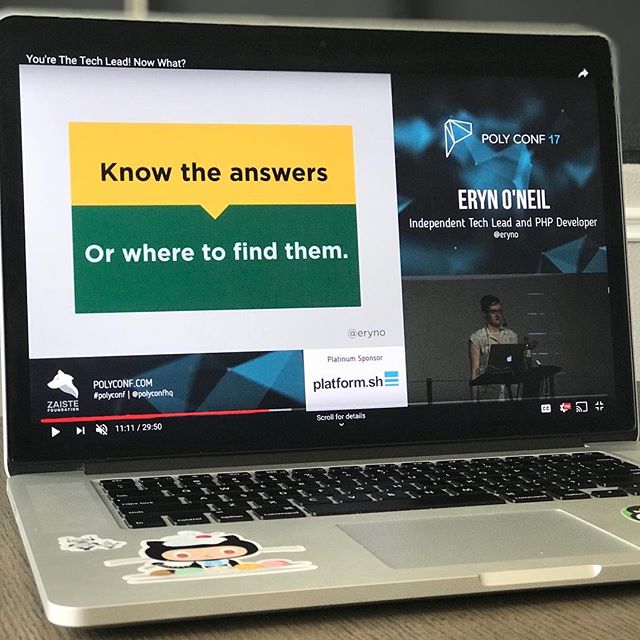 You're The Tech Lead! Now What?
Know the answers
Or where to find them.
@eryno
POLY CONF 17
ERYN O'NEIL
Independent Tech Lead and PHP Developer
@eryno
ZAISTE
FOUNDATION
POLYCONF.COM
#polyconf | @polyconfhq
Platinum Sponsor
platform.sh
11:11 / 29:50
Scroll for details
CC